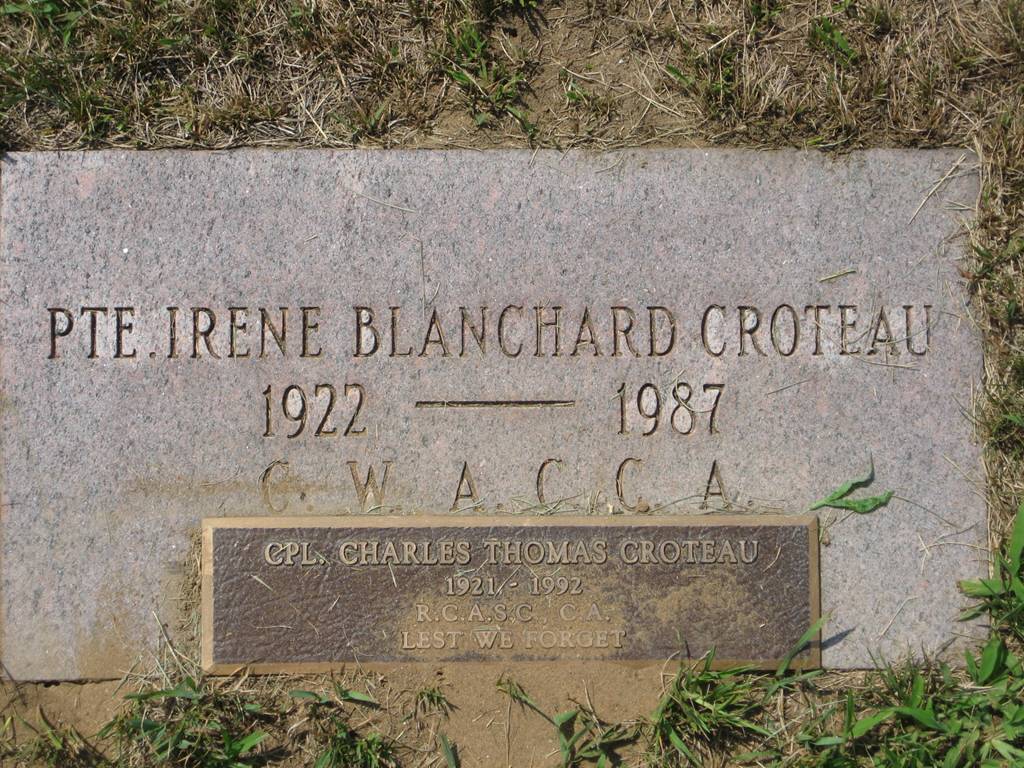 PTE. IRENE BLANCHARD CROTEAU
1922 — 1987
C. W. A. C. C. A.
CPL. CHARLES THOMAS CROTEAU
1921 - 1992
R.C.A.S.C. C.A.
LEST WE FORGET